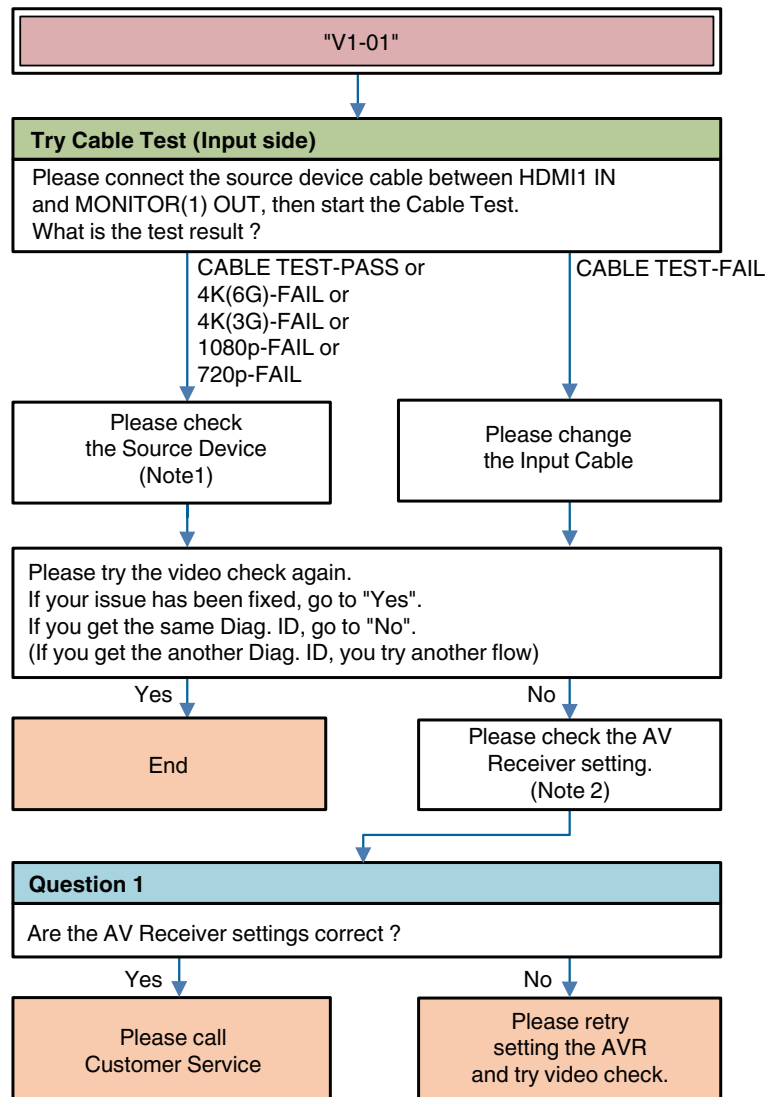 "V1-01"
Try Cable Test (Input side)
Please connect the source device cable between HDMI1 IN
and MONITOR(1) OUT, then start the Cable Test.
What is the test result ?
CABLE TEST-PASS or
4K(6G)-FAIL or
4K(3G)-FAIL or
1080p-FAIL or
720p-FAIL
CABLE TEST-FAIL
Please check
the Source Device
(Note1)
Please change
the Input Cable
Please try the video check again.
If your issue has been fixed, go to "Yes".
If you get the same Diag. ID, go to "No".
(If you get the another Diag. ID, you try another flow)
Yes
No
End
Please check the AV
Receiver setting.
(Note 2)
Question 1
Are the AV Receiver settings correct ?
Yes
No
Please call
Customer Service
Please retry
setting the AVR
and try video check.